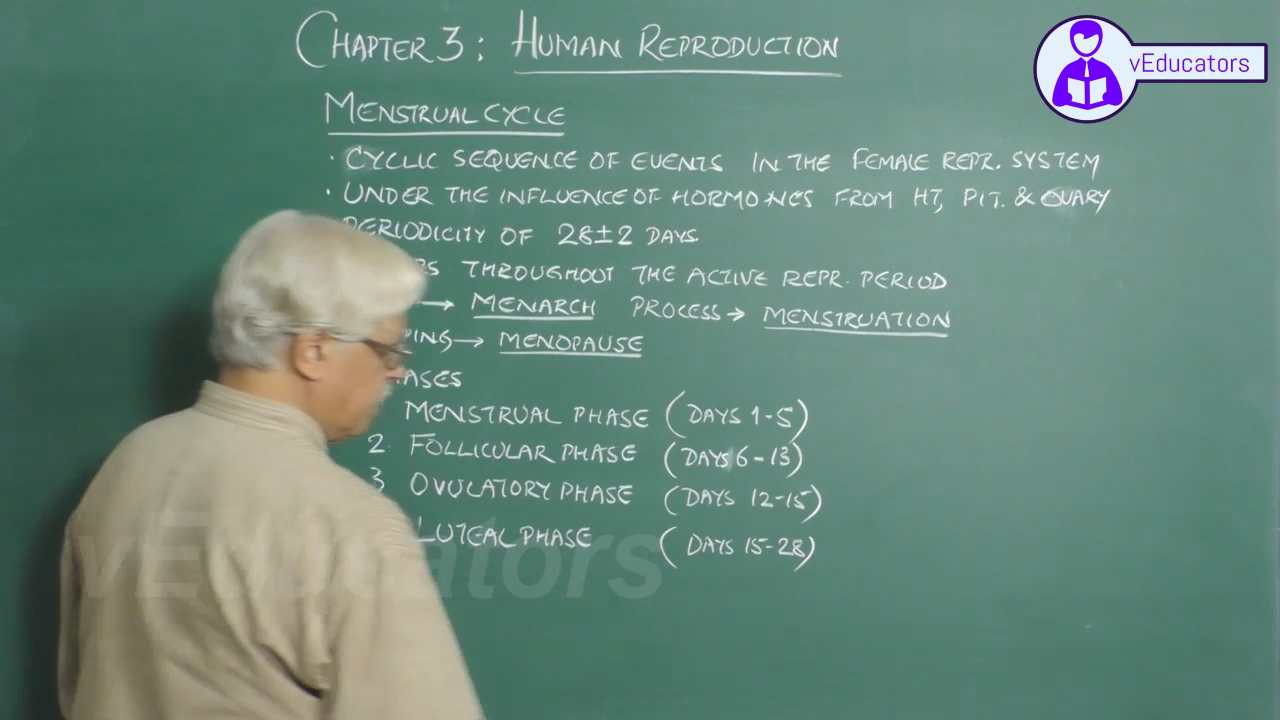 CHAPTER 3: HUMAN REPRODUCTION
vEducators
MENSTRUAL CYCLE
· CYCLIC SEQUENCE OF EVENTS IN THE FEMALE REPR. SYSTEM
· UNDER THE INFLUENCE OF HORMONES FROM HT, PIT. & OVARY
PERIODICITY OF 28±2 DAYS
THROUGHOUT THE ACTIVE REPR. PERIOD
→ MENARCH PROCESS → MENSTRUATION
→ MENOPAUSE
MENSTRUAL PHASE (DAYS 1-5)
2. FOLLICULAR PHASE (DAYS 6-13)
3 OVULATORY PHASE (DAYS 12-15)
LUTEAL PHASE (DAYS 15-28)
vEducators